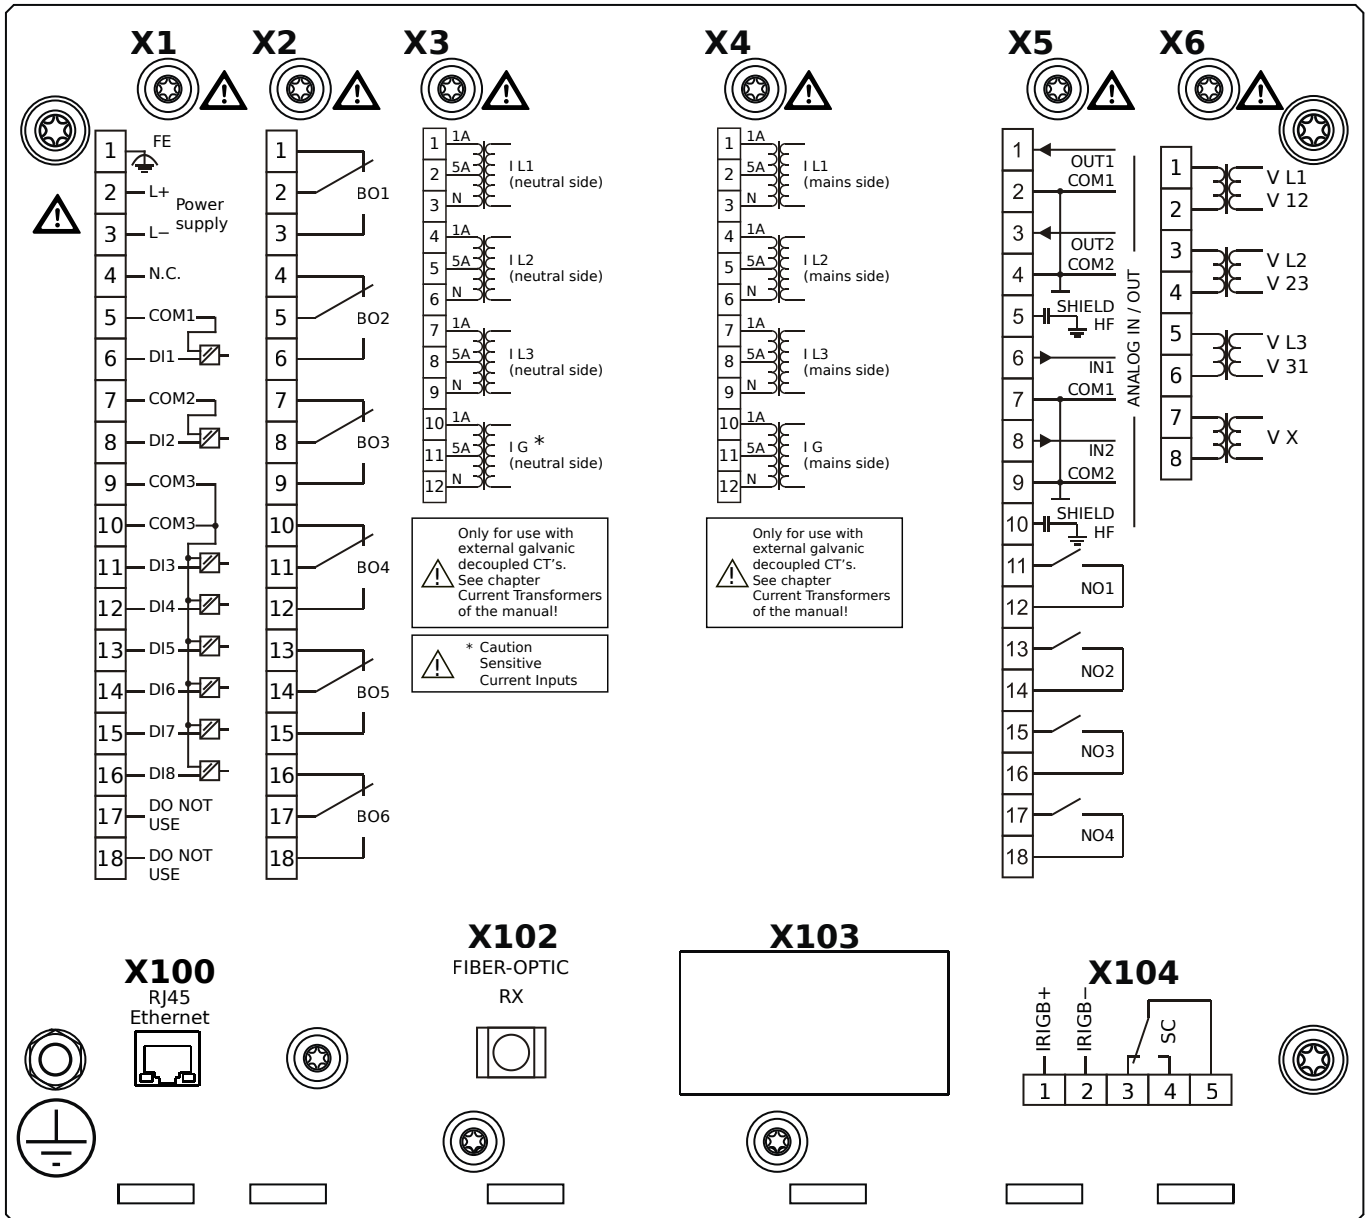 X1
X2
X3
X4
X5
X6
1
FE
2
L+
Power
supply
3
L−
4
N.C.
5
COM1
6
DI1
7
COM2
8
DI2
9
COM3
10
COM3
11
DI3
12
DI4
13
DI5
14
DI6
15
DI7
16
DI8
17
DO NOT
USE
18
DO NOT
USE
1
2
BO1
3
4
5
BO2
6
7
8
BO3
9
10
11
BO4
12
13
14
BO5
15
16
17
BO6
18
1
1A
2
5A
3
N
I L1
(neutral side)
4
1A
5
5A
6
N
I L2
(neutral side)
7
1A
8
5A
9
N
I L3
(neutral side)
10
1A
11
5A
12
N
I G *
(neutral side)
Only for use with
external galvanic
decoupled CT's.
See chapter
Current Transformers
of the manual!
* Caution
Sensitive
Current Inputs
1
1A
2
5A
3
N
I L1
(mains side)
4
1A
5
5A
6
N
I L2
(mains side)
7
1A
8
5A
9
N
I L3
(mains side)
10
1A
11
5A
12
N
I G
(mains side)
Only for use with
external galvanic
decoupled CT's.
See chapter
Current Transformers
of the manual!
1
OUT1
2
COM1
3
OUT2
4
COM2
5
SHIELD
HF
6
IN1
7
COM1
8
IN2
9
COM2
10
SHIELD
HF
ANALOG IN / OUT
11
NO1
12
13
NO2
14
15
NO3
16
17
NO4
18
1
V L1
2
V 12
3
V L2
4
V 23
5
V L3
6
V 31
7
V X
8
X100
RJ45
Ethernet
X102
FIBER-OPTIC
RX
X103
X104
IRIGB+
IRIGB−
SC
1
2
3
4
5